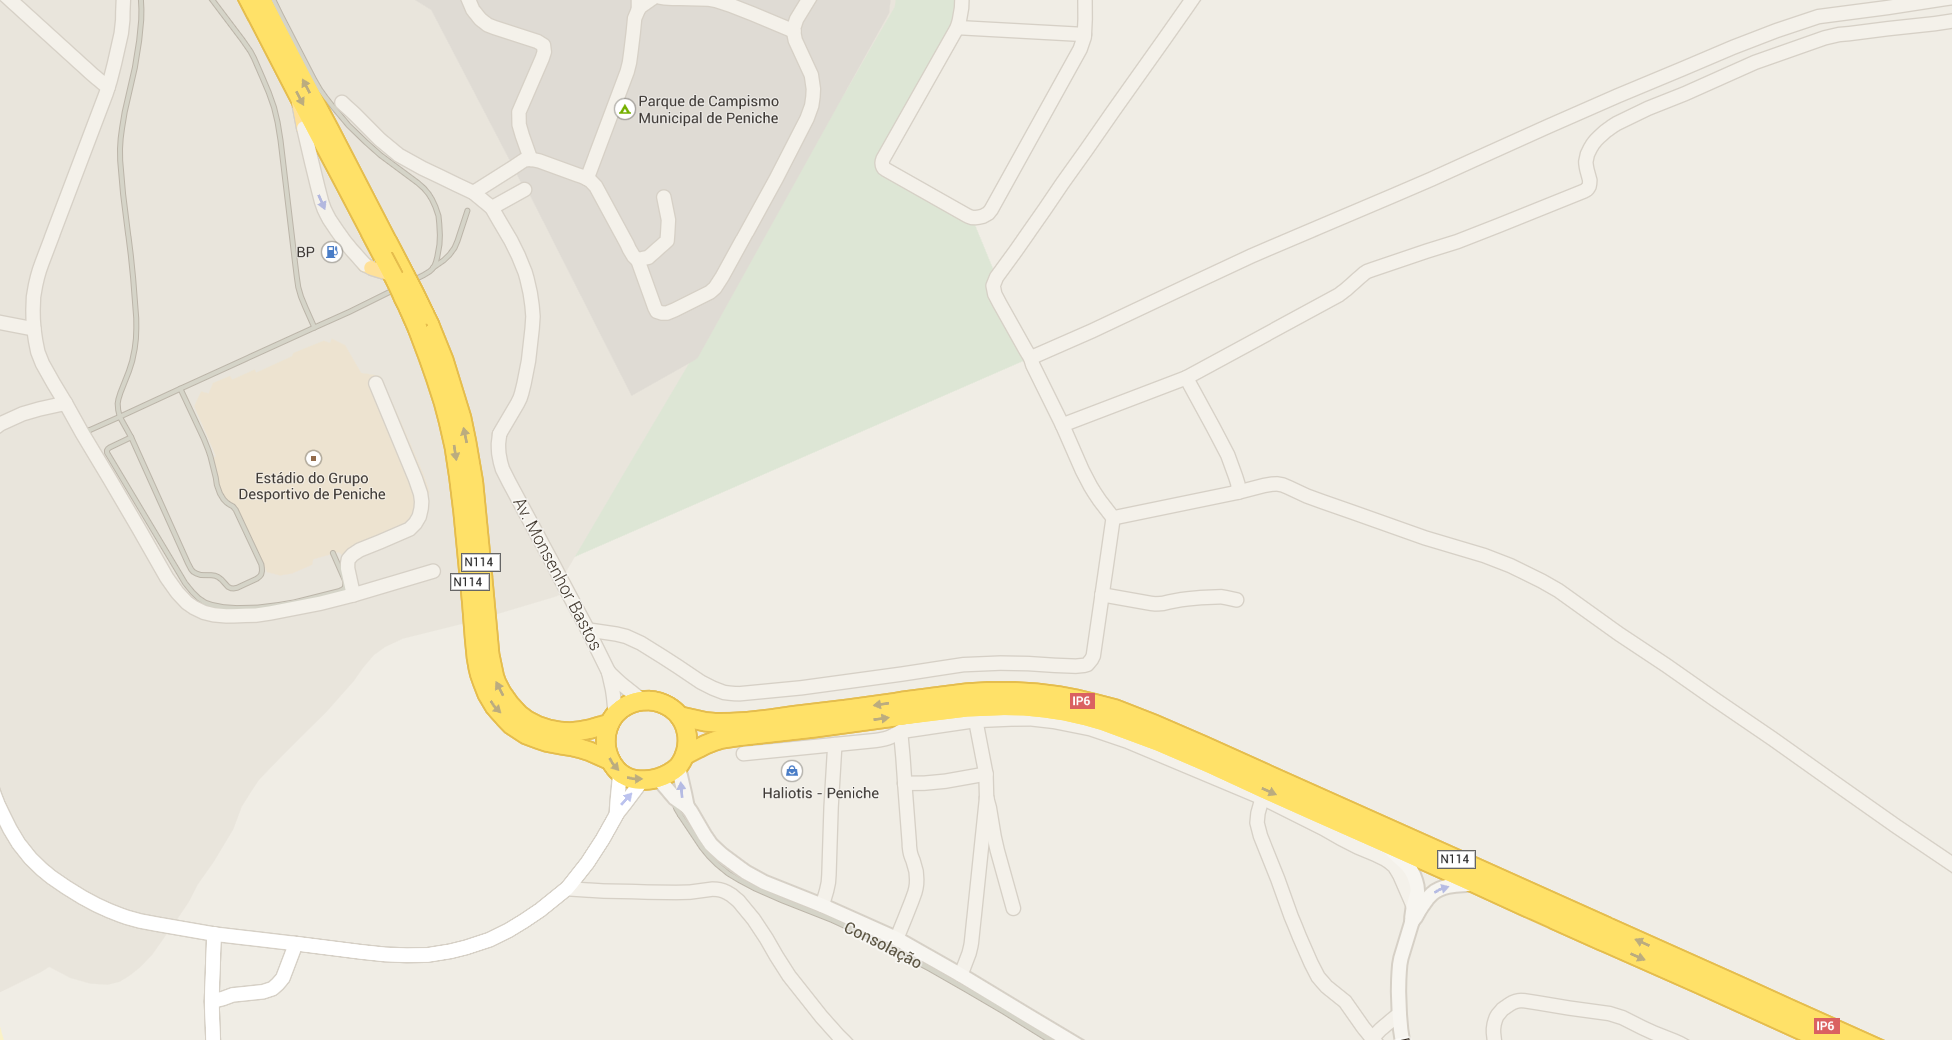 Parque de Campismo
Municipal de Peniche
BP
Estádio do Grupo
Desportivo de Peniche
Av. Monsenhor Bastos
N114
N114
IP6
Haliotis - Peniche
N114
Consolação
IP6